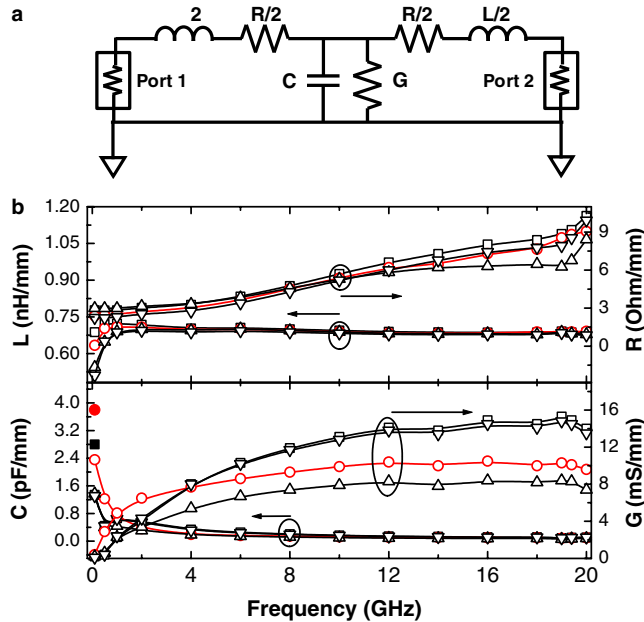 a
2 R/2 R/2 L/2
Port 1 C G Port 2
b
1.20
1.05
0.90
0.75
0.60
L (nH/mm)
9
6
3
0
R (Ohm/mm)
4.0
3.2
2.4
1.6
0.8
0.0
C (pF/mm)
16
12
8
4
0
G (mS/mm)
0 4 8 12 16 20
Frequency (GHz)